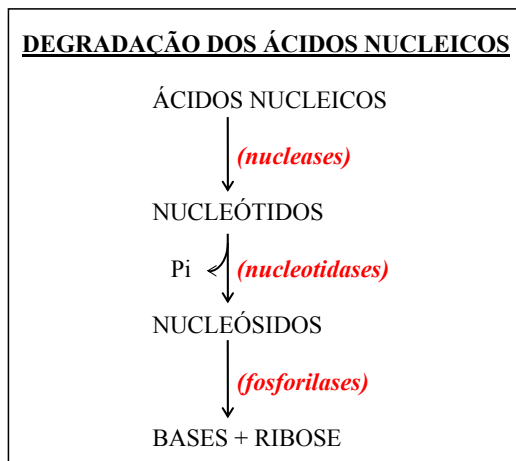 DEGRADAÇÃO DOS ÁCIDOS NUCLEICOS
ÁCIDOS NUCLEICOS
(nucleases)
NUCLEÓTIDOS
Pi (nucleotidases)
NUCLEÓSIDOS
(fosforilases)
BASES + RIBOSE